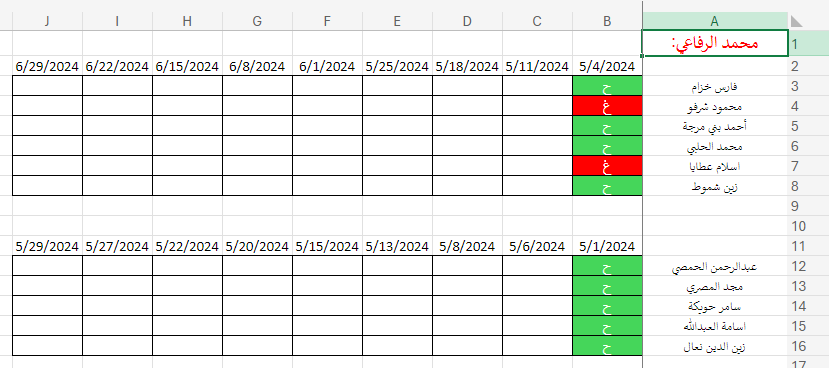 A B C D E F G H I J
1 محمد الرفاعي:
2 5/4/2024 5/11/2024 5/18/2024 5/25/2024 6/1/2024 6/8/2024 6/15/2024 6/22/2024 6/29/2024
3 فارس خزام ح
4 محمود شرفو غ
5 أحمد بني مرجة ح
6 محمد الحلبي ح
7 اسلام عطايا غ
8 زين شموط ح
9
10
11 5/1/2024 5/6/2024 5/8/2024 5/13/2024 5/15/2024 5/20/2024 5/22/2024 5/27/2024 5/29/2024
12 عبدالرحمن الحمصي ح
13 مجد المصري ح
14 سامر حويكة ح
15 اسامة العبدالله ح
16 زين الدين نعال ح
17